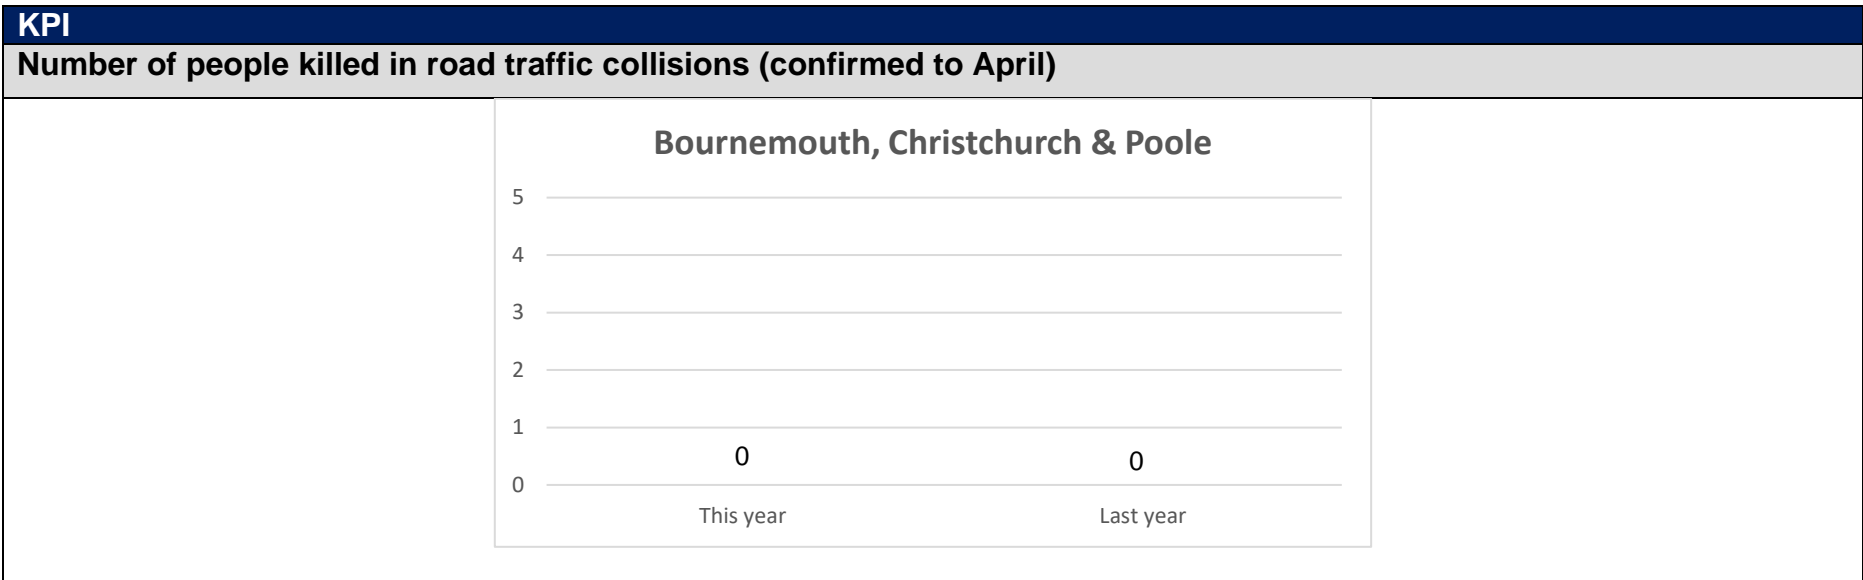 KPI
Number of people killed in road traffic collisions (confirmed to April)
Bournemouth, Christchurch & Poole
5
4
3
2
1
0
0
0
This year
Last year